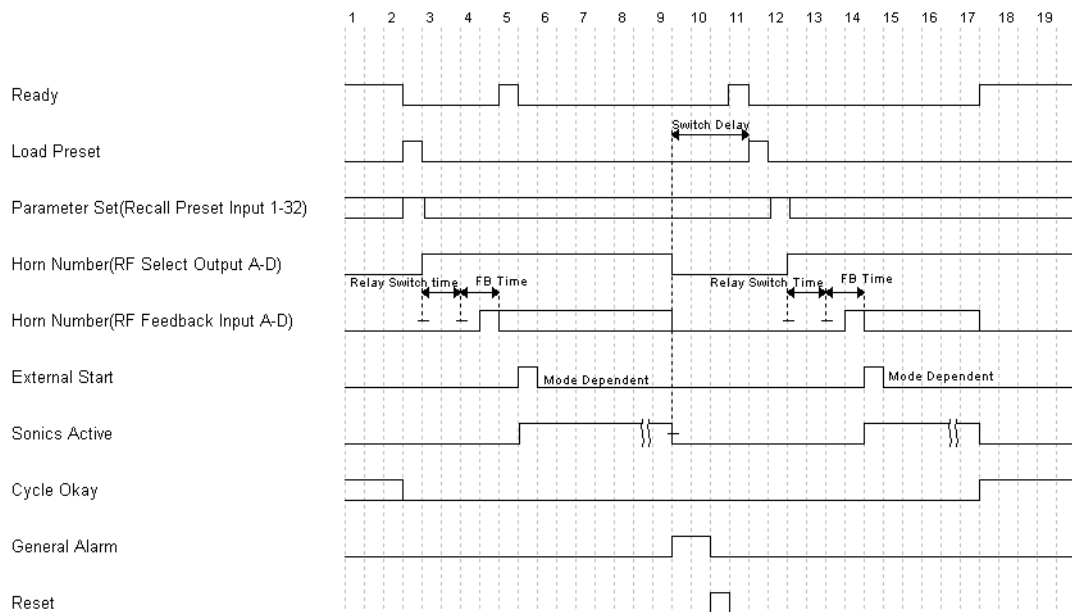 1 2 3 4 5 6 7 8 9 10 11 12 13 14 15 16 17 18 19
Ready
Switch Delay
Load Preset
Parameter Set(Recall Preset Input 1-32)
Horn Number(RF Select Output A-D)
Relay Switch time FB Time Relay Switch Time FB Time
Horn Number(RF Feedback Input A-D)
External Start
Mode Dependent Mode Dependent
Sonics Active
Cycle Okay
General Alarm
Reset